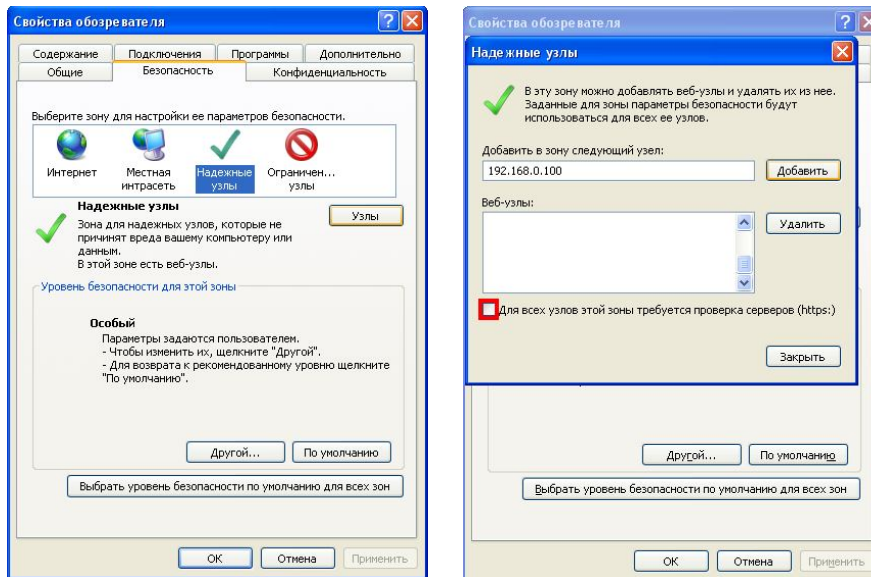 Свойства обозревателя
Содержание Подключения Программы Дополнительно
Общие Безопасность Конфиденциальность
Выберите зону для настройки ее параметров безопасности.
Интернет Местная интрасеть Надежные узлы Ограничен... узлы
Надежные узлы
Узлы
Зона для надежных узлов, которые не
причинят вреда вашему компьютеру или
данным.
В этой зоне есть веб-узлы.
Уровень безопасности для этой зоны
Особый
Параметры задаются пользователем.
- Чтобы изменить их, щелкните "Другой".
- Для возврата к рекомендованному уровню щелкните
"По умолчанию".
Другой... По умолчанию
Выбрать уровень безопасности по умолчанию для всех зон
ОК Отмена Применить
Свойства обозревателя
Надежные узлы
В эту зону можно добавлять веб-узлы и удалять их из нее.
Заданные для зоны параметры безопасности будут
использоваться для всех ее узлов.
Добавить в зону следующий узел:
192.168.0.100 Добавить
Веб-узлы:
Удалить
Для всех узлов этой зоны требуется проверка серверов (https:)
Закрыть
Другой... По умолчанию
Выбрать уровень безопасности по умолчанию для всех зон
ОК Отмена Применить